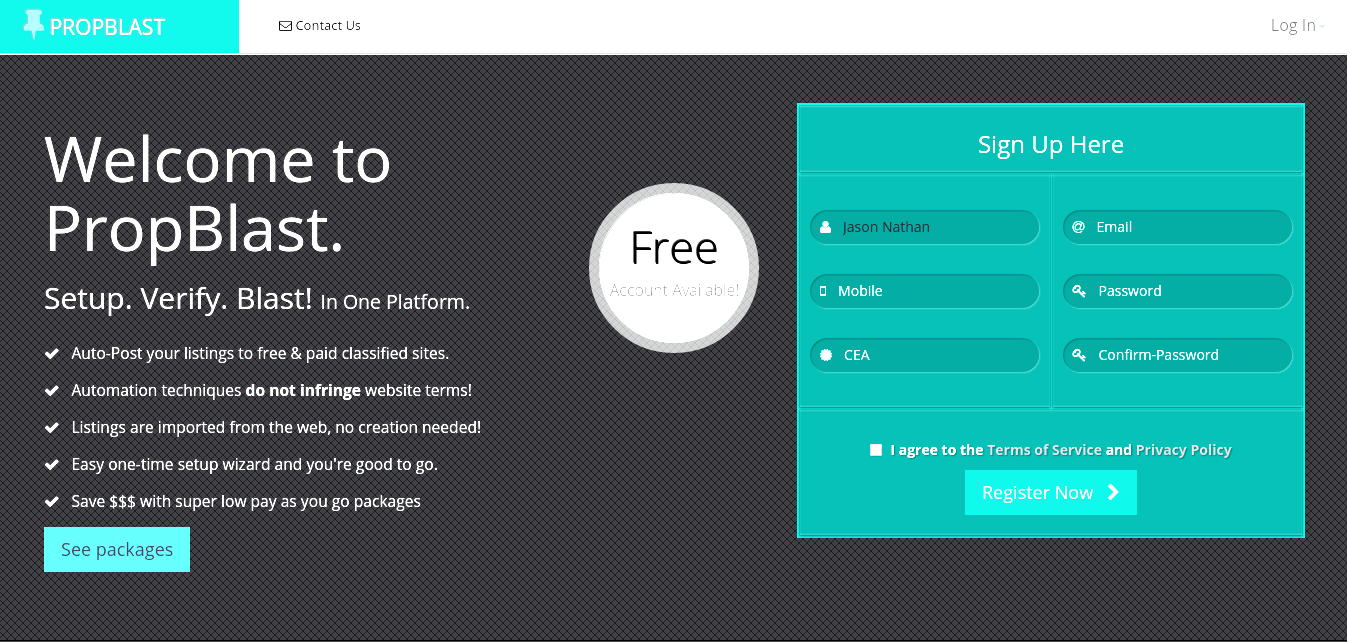 PROPBLAST
Contact Us
Log In
Welcome to
PropBlast.
Setup. Verify. Blast! In One Platform.
Auto-Post your listings to free & paid classified sites.
Automation techniques do not infringe website terms!
Listings are imported from the web, no creation needed!
Easy one-time setup wizard and you're good to go.
Save $$$ with super low pay as you go packages
See packages
Free
Account Available!
Sign Up Here
Jason Nathan
Email
Mobile
Password
CEA
Confirm-Password
I agree to the Terms of Service and Privacy Policy
Register Now